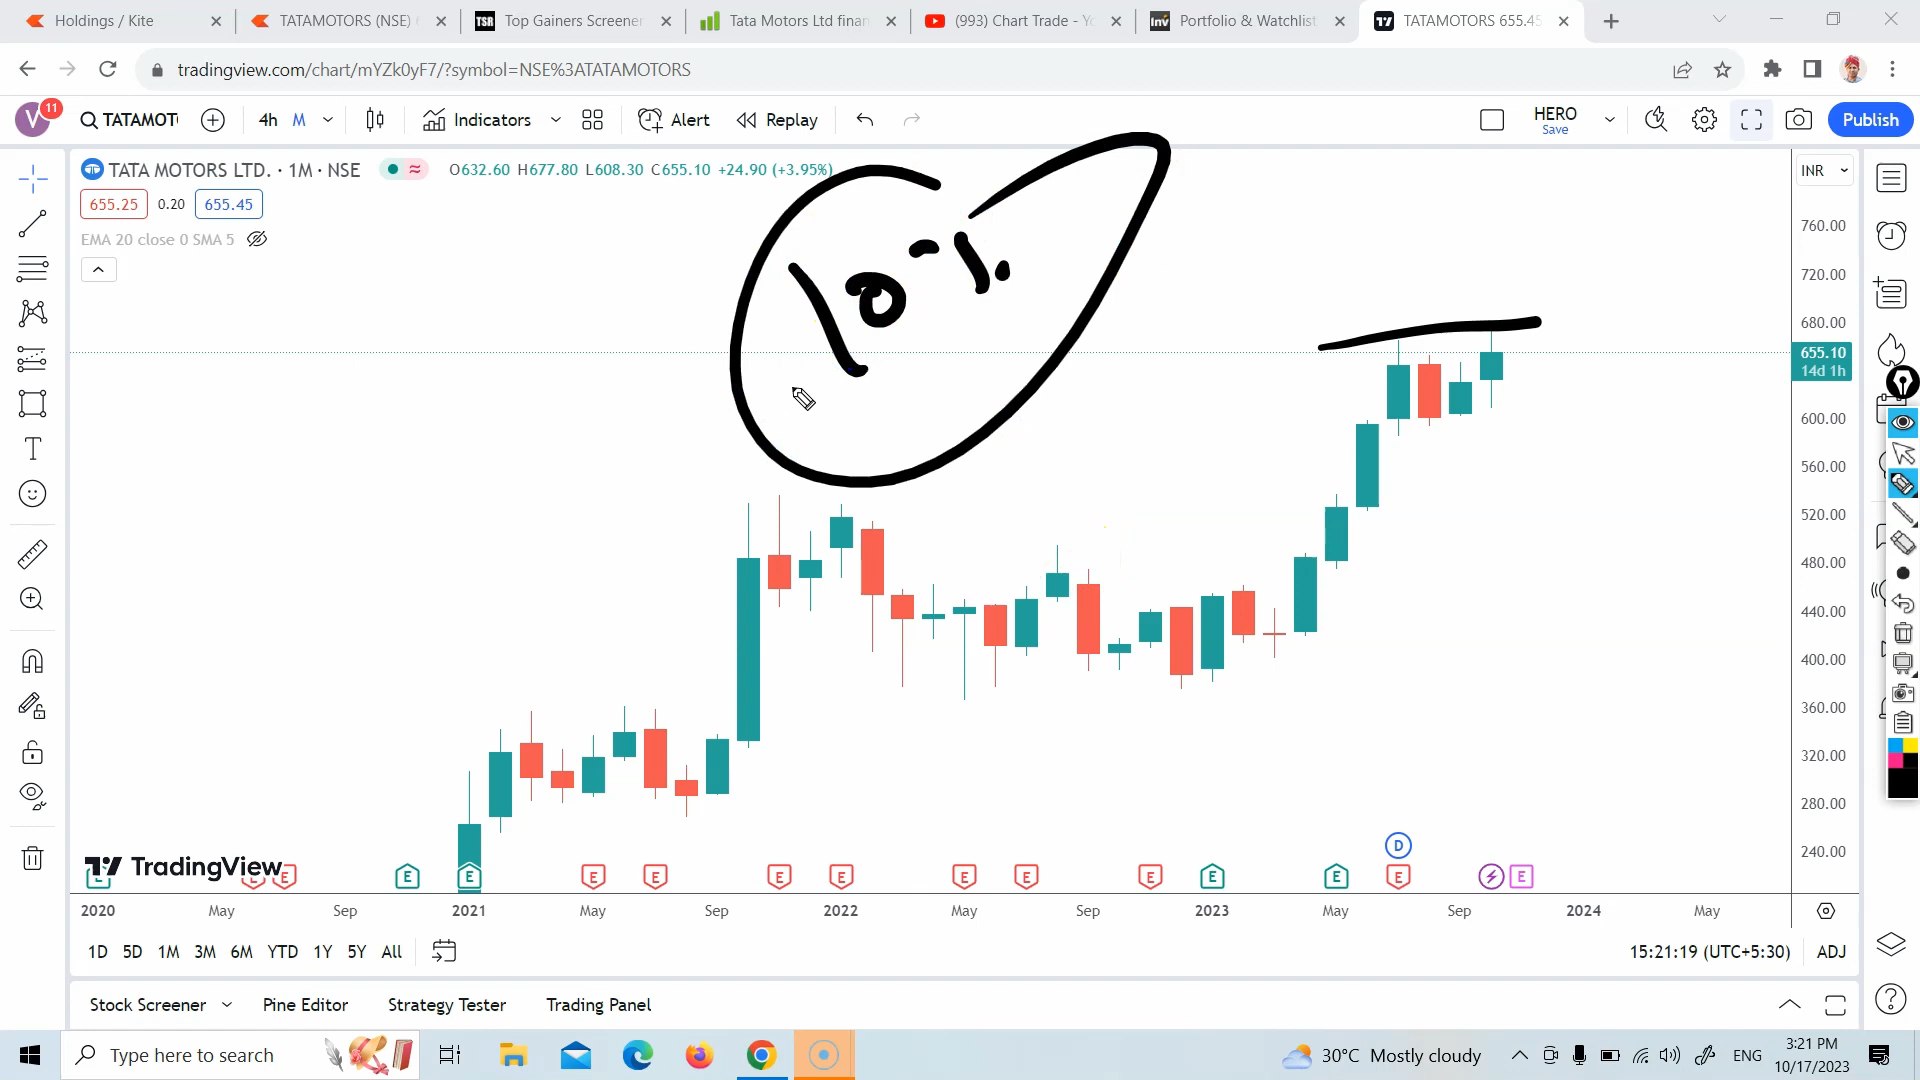 Holdings / Kite
TATAMOTORS (NSE)
TSR Top Gainers Screener
Tata Motors Ltd finan
(993) Chart Trade - Yo
Inv Portfolio & Watchlist
TATAMOTORS 655.45
tradingview.com/chart/mYZk0yF7/?symbol=NSE%3ATATAMOTORS
V 11 TATAMOT 4h M Indicators Alert Replay HERO Save Publish
TATA MOTORS LTD. · 1M · NSE O632.60 H677.80 L608.30 C655.10 +24.90 (+3.95%) INR
655.25 0.20 655.45
EMA 20 close 0 SMA 5
10%
760.00
720.00
680.00
655.10
14d 1h
600.00
560.00
520.00
480.00
440.00
400.00
360.00
320.00
280.00
240.00
D
TradingView
E E E E E E E E E E E E E E E E E
2020 May Sep 2021 May Sep 2022 May Sep 2023 May Sep 2024 May
1D 5D 1M 3M 6M YTD 1Y 5Y All 15:21:19 (UTC+5:30) ADJ
Stock Screener Pine Editor Strategy Tester Trading Panel
Type here to search 30°C Mostly cloudy ENG 3:21 PM
10/17/2023